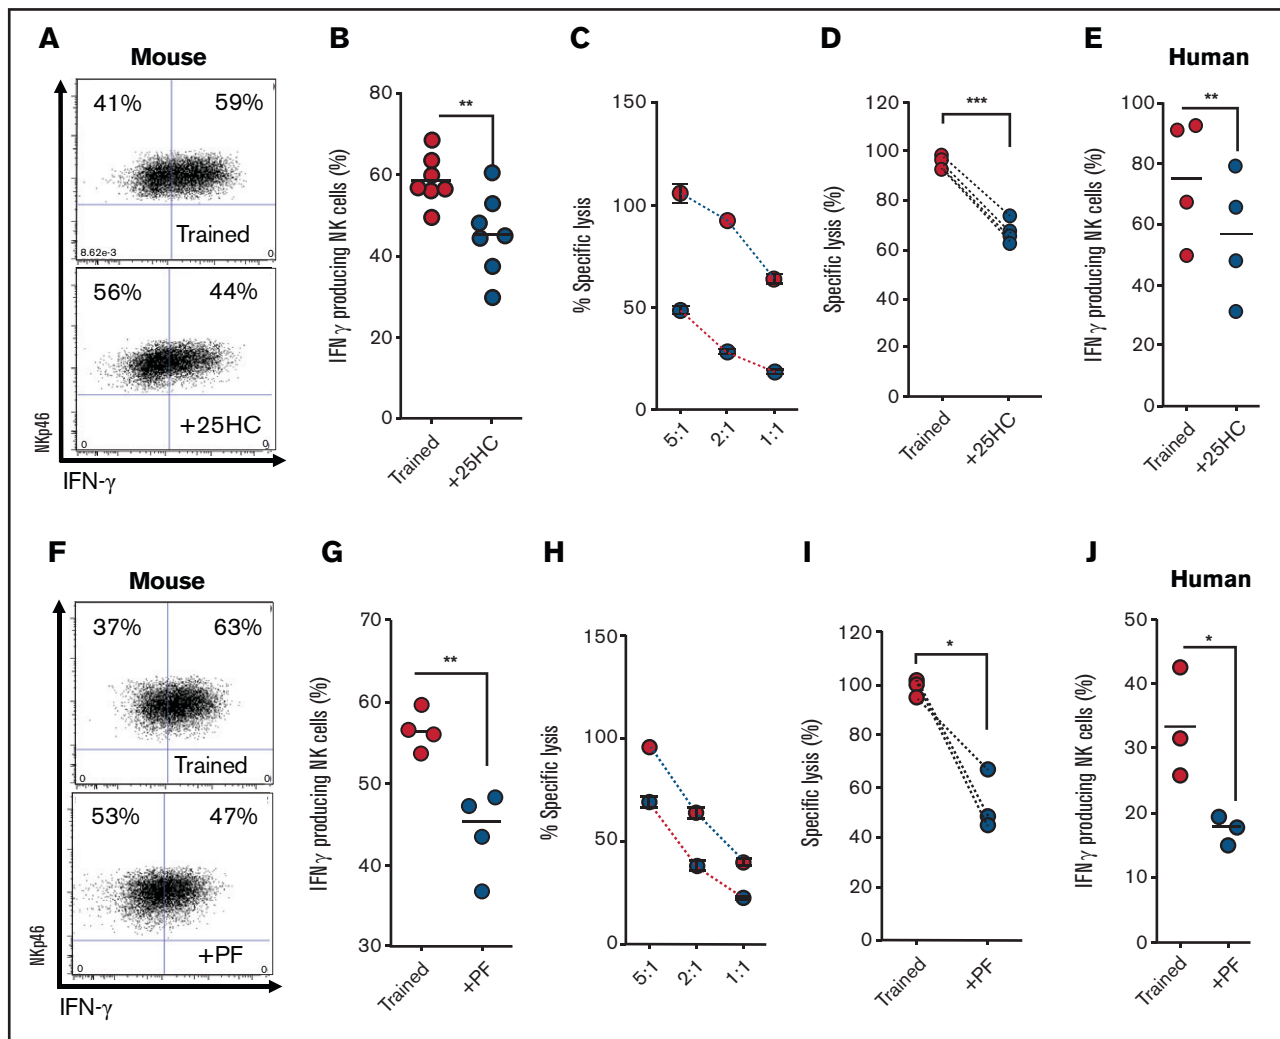 A
Mouse
41%
59%
Trained
8.62e-3
0
56%
44%
+25HC
0
0
NKp46
IFN-γ
B
IFNγ producing NK cells (%)
80
60
40
20
0
**
Trained
+25HC
C
% Specific lysis
150
100
50
0
5:1
2:1
1:1
D
Specific lysis (%)
120
100
80
60
40
20
0
***
Trained
+25HC
E
Human
IFNγ producing NK cells (%)
100
80
60
40
20
0
**
Trained
+25HC
F
Mouse
37%
63%
Trained
0
0
53%
47%
+PF
0
0
NKp46
IFN-γ
G
IFNγ producing NK cells (%)
70
60
50
40
30
**
Trained
+PF
H
% Specific lysis
150
100
50
0
5:1
2:1
1:1
I
Specific lysis (%)
120
100
80
60
40
20
0
*
Trained
+PF
J
Human
IFNγ producing NK cells (%)
50
40
30
20
10
0
*
Trained
+PF